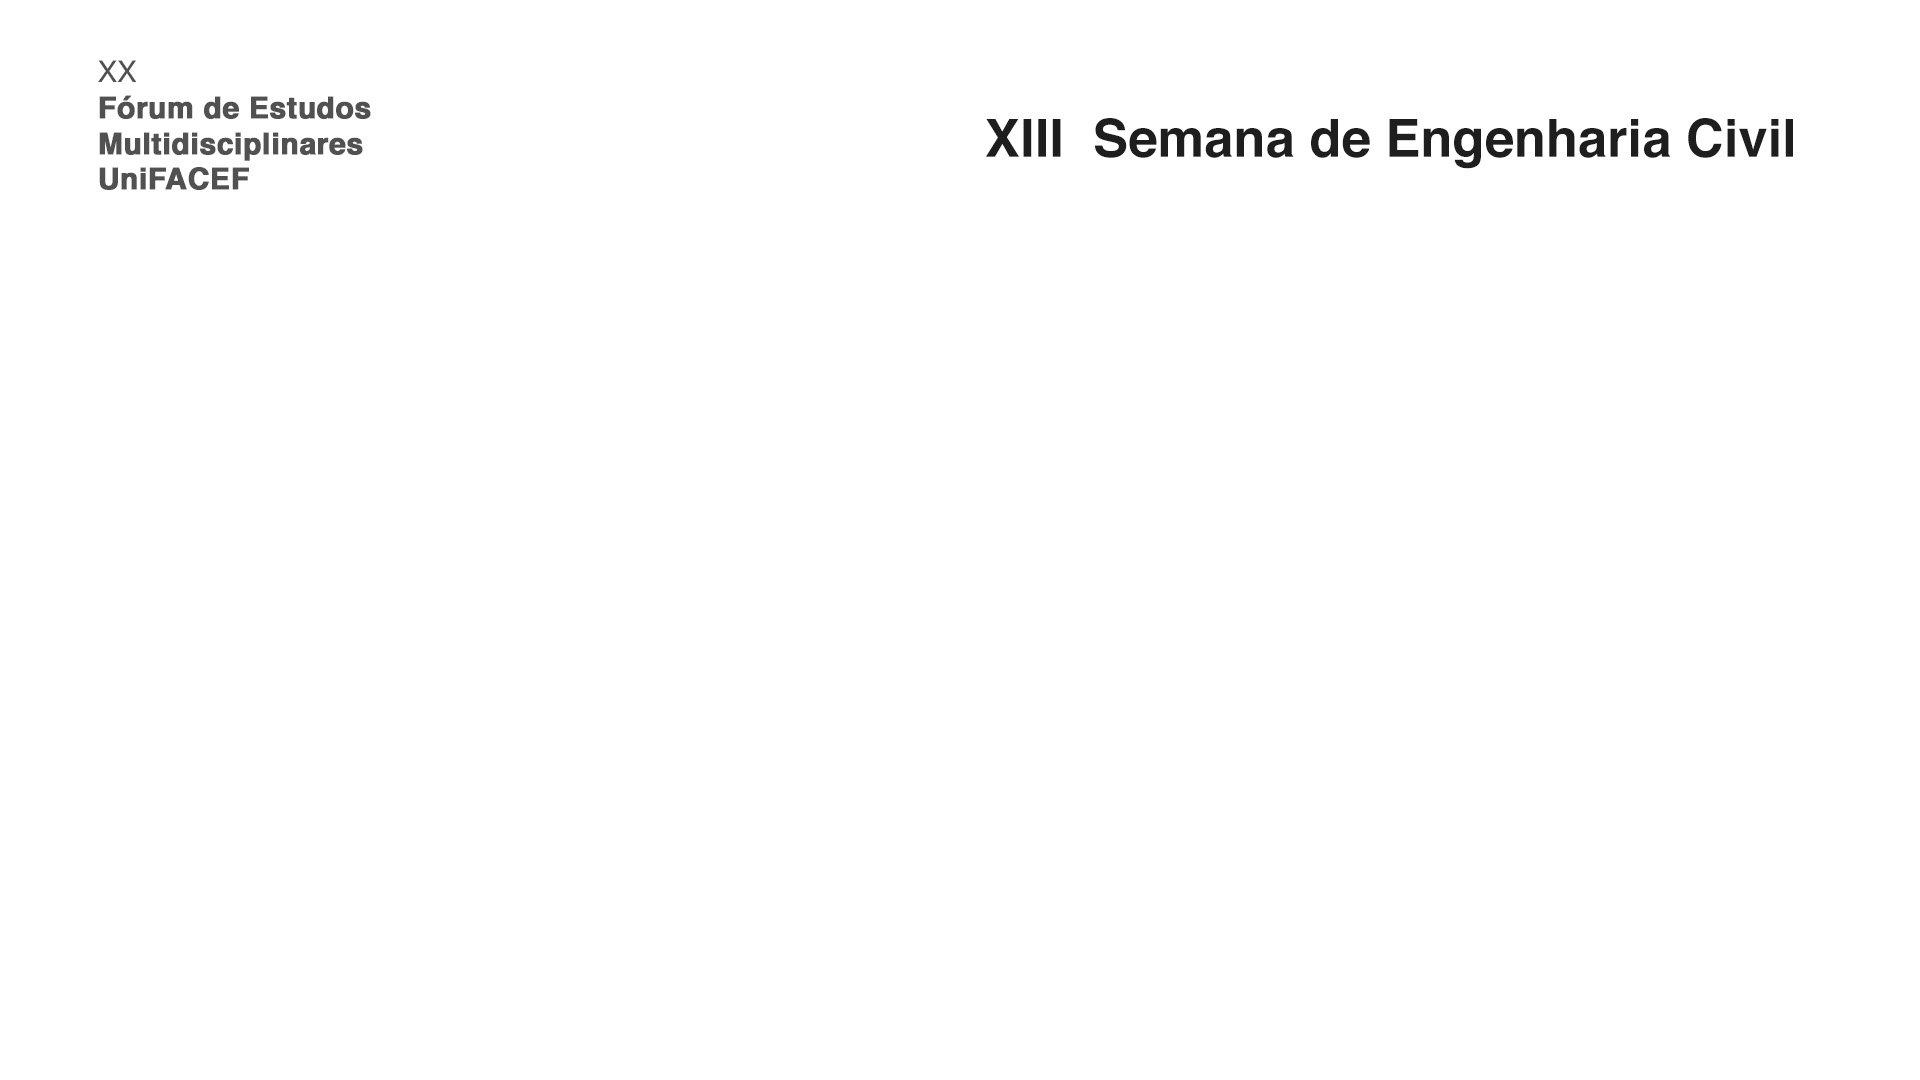 XX
Fórum de Estudos
Multidisciplinares
UniFACEF
XIII Semana de Engenharia Civil